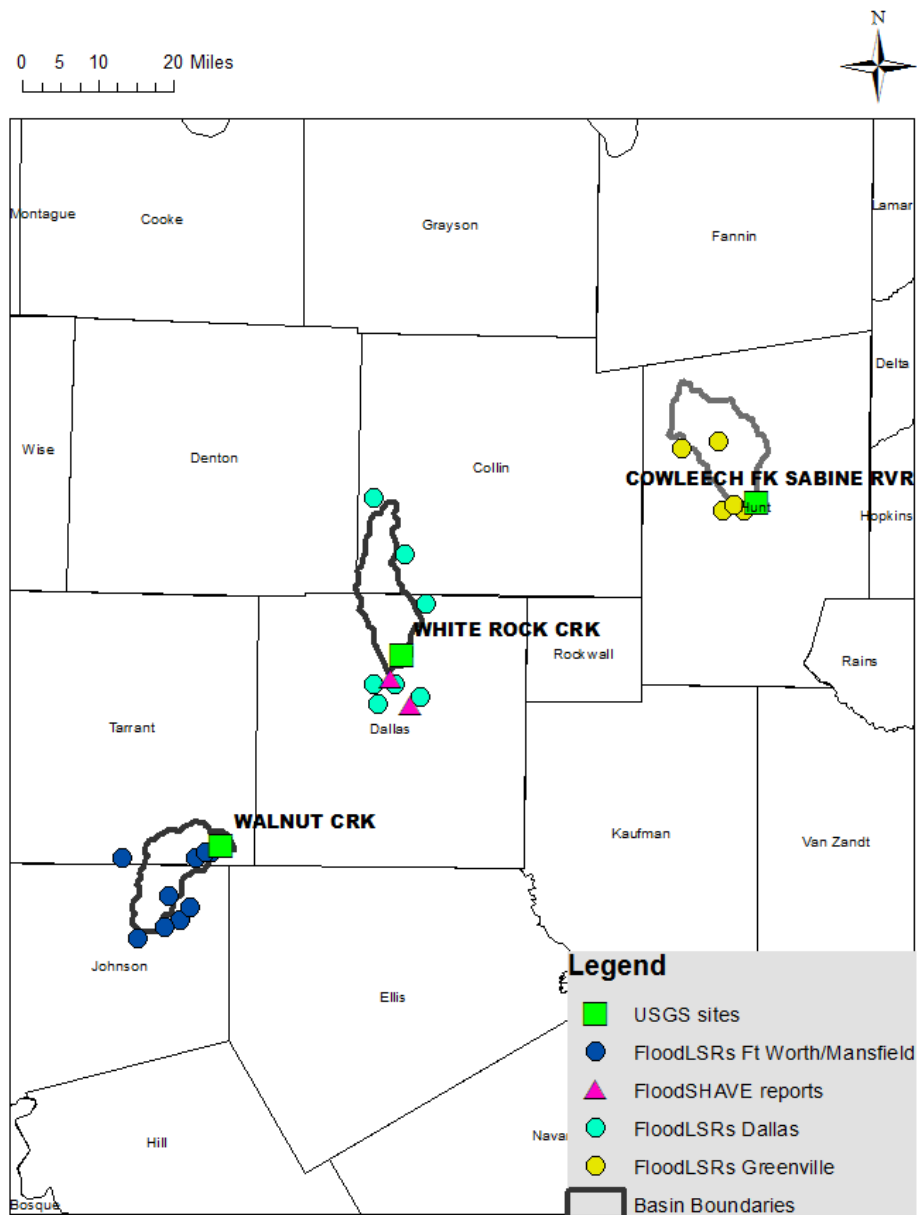 N
0 5 10 20 Miles
Montague
Cooke
Grayson
Fannin
Lamar
Delta
Wise
Denton
Collin
COWLEECH FK SABINE RVR
Hunt
Hopkins
WHITE ROCK CRK
Rockwall
Rains
Tarrant
Dallas
WALNUT CRK
Kaufman
Van Zandt
Johnson
Ellis
Hill
Navar
Bosque
Legend
USGS sites
FloodLSRs Ft Worth/Mansfield
FloodSHAVE reports
FloodLSRs Dallas
FloodLSRs Greenville
Basin Boundaries